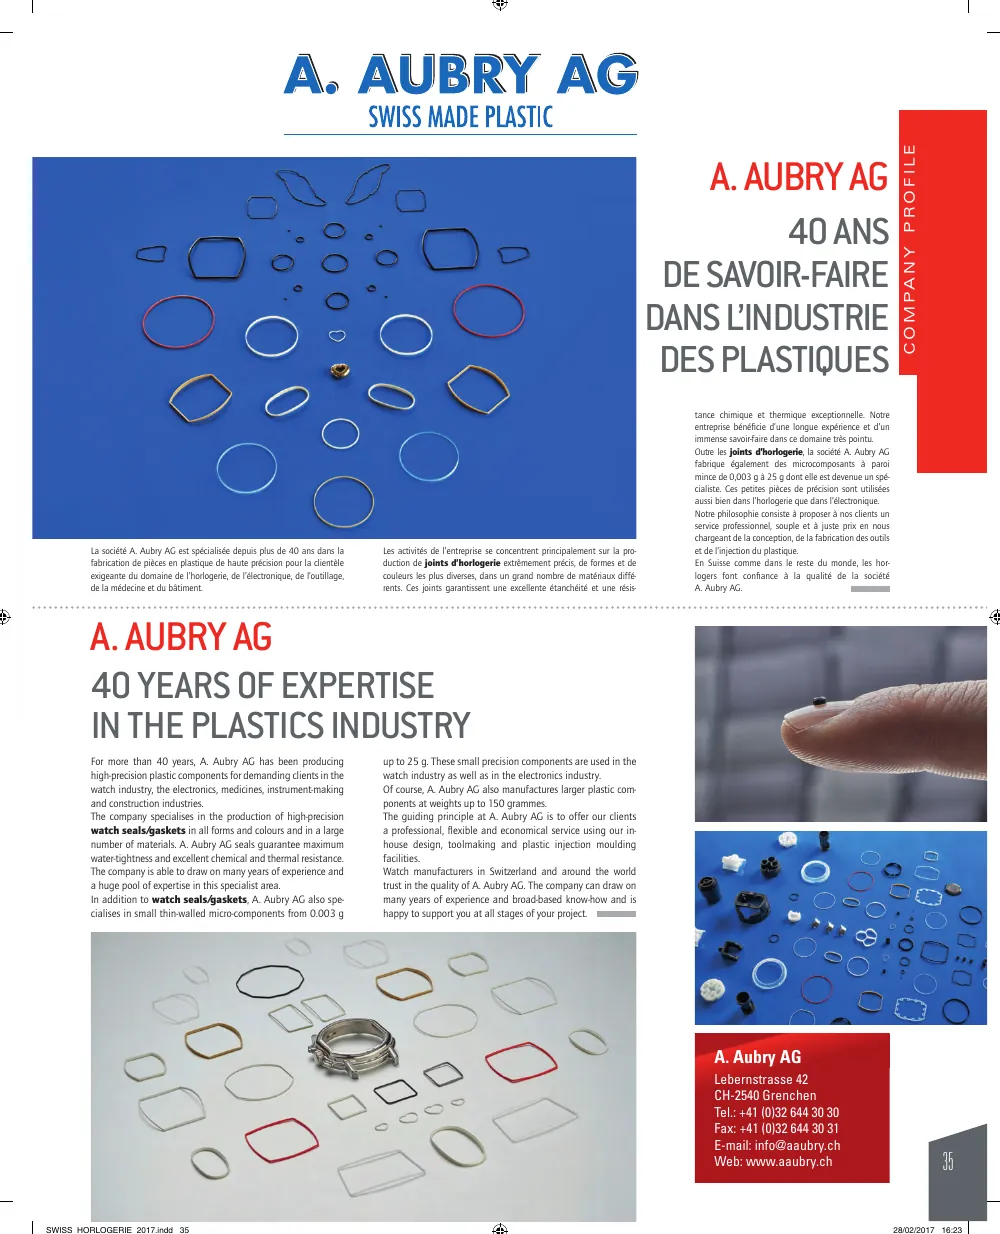 A. AUBRY AG
SWISS MADE PLASTIC
COMPANY PROFILE
A. AUBRY AG
40 ANS
DE SAVOIR-FAIRE
DANS L’INDUSTRIE
DES PLASTIQUES
La société A. Aubry AG est spécialisée depuis plus de 40 ans dans la
fabrication de pièces en plastique de haute précision pour la clientèle
exigeante du domaine de l’horlogerie, de l’électronique, de l’outillage,
de la médecine et du bâtiment.
Les activités de l’entreprise se concentrent principalement sur la pro-
duction de joints d’horlogerie extrêmement précis, de formes et de
couleurs les plus diverses, dans un grand nombre de matériaux diffé-
rents. Ces joints garantissent une excellente étanchéité et une résis-
tance chimique et thermique exceptionnelle. Notre
entreprise bénéficie d’une longue expérience et d’un
immense savoir-faire dans ce domaine très pointu.
Outre les joints d’horlogerie, la société A. Aubry AG
fabrique également des microcomposants à paroi
mince de 0,003 g à 25 g dont elle est devenue un spé-
cialiste. Ces petites pièces de précision sont utilisées
aussi bien dans l’horlogerie que dans l’électronique.
Notre philosophie consiste à proposer à nos clients un
service professionnel, souple et à juste prix en nous
chargeant de la conception, de la fabrication des outils
et de l’injection du plastique.
En Suisse comme dans le reste du monde, les hor-
logers font confiance à la qualité de la société
A. Aubry AG.
A. AUBRY AG
40 YEARS OF EXPERTISE
IN THE PLASTICS INDUSTRY
For more than 40 years, A. Aubry AG has been producing
high-precision plastic components for demanding clients in the
watch industry, the electronics, medicines, instrument-making
and construction industries.
The company specialises in the production of high-precision
watch seals/gaskets in all forms and colours and in a large
number of materials. A. Aubry AG seals guarantee maximum
water-tightness and excellent chemical and thermal resistance.
The company is able to draw on many years of experience and
a huge pool of expertise in this specialist area.
In addition to watch seals/gaskets, A. Aubry AG also spe-
cialises in small thin-walled micro-components from 0.003 g
up to 25 g. These small precision components are used in the
watch industry as well as in the electronics industry.
Of course, A. Aubry AG also manufactures larger plastic com-
ponents at weights up to 150 grammes.
The guiding principle at A. Aubry AG is to offer our clients
a professional, flexible and economical service using our in-
house design, toolmaking and plastic injection moulding
facilities.
Watch manufacturers in Switzerland and around the world
trust in the quality of A. Aubry AG. The company can draw on
many years of experience and broad-based know-how and is
happy to support you at all stages of your project.
A. Aubry AG
Lebernstrasse 42
CH-2540 Grenchen
Tel.: +41 (0)32 644 30 30
Fax: +41 (0)32 644 30 31
E-mail: info@aaubry.ch
Web: www.aaubry.ch
35
SWISS HORLOGERIE 2017.indd 35
28/02/2017 16:23